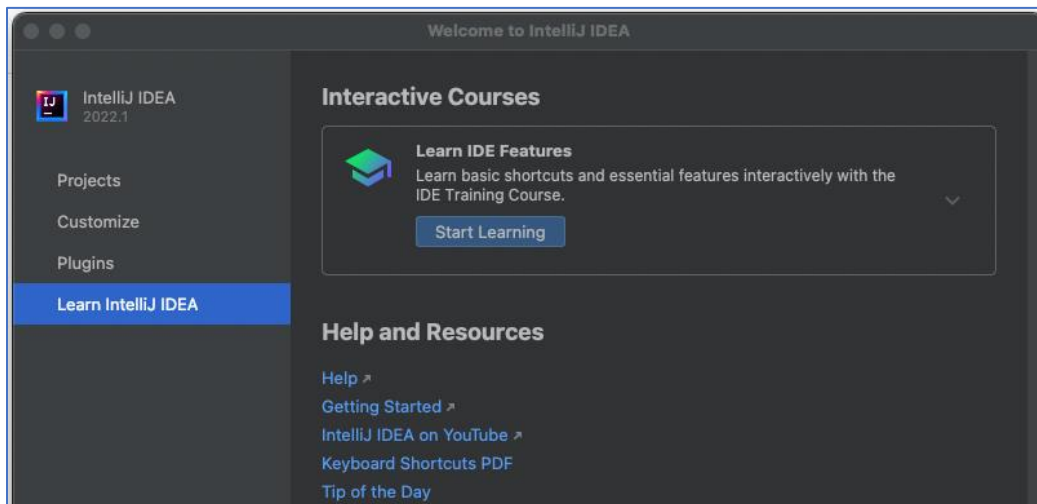 Welcome to IntelliJ IDEA
IJ
IntelliJ IDEA
2022.1
Projects
Customize
Plugins
Learn IntelliJ IDEA
Interactive Courses
Learn IDE Features
Learn basic shortcuts and essential features interactively with the
IDE Training Course.
Start Learning
Help and Resources
Help ↗
Getting Started ↗
IntelliJ IDEA on YouTube ↗
Keyboard Shortcuts PDF
Tip of the Day